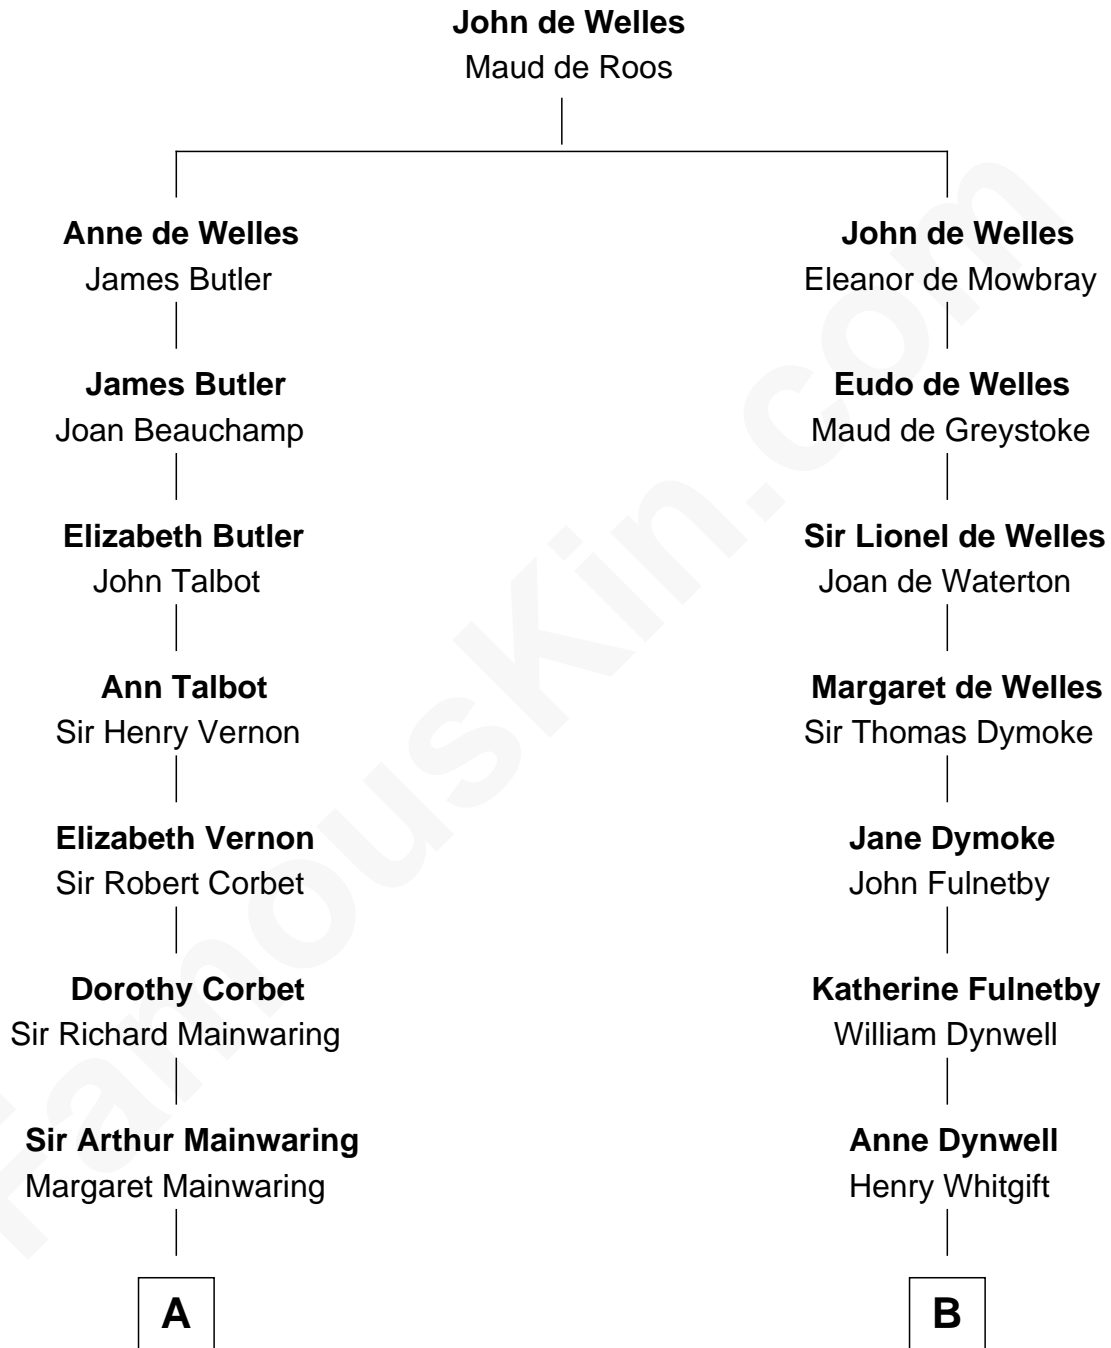 John de Welles
Maud de Roos
Anne de Welles
James Butler
John de Welles
Eleanor de Mowbray
James Butler
Joan Beauchamp
Eudo de Welles
Maud de Greystoke
Elizabeth Butler
John Talbot
Sir Lionel de Welles
Joan de Waterton
Ann Talbot
Sir Henry Vernon
Margaret de Welles
Sir Thomas Dymoke
Elizabeth Vernon
Sir Robert Corbet
Jane Dymoke
John Fulnetby
Dorothy Corbet
Sir Richard Mainwaring
Katherine Fulnetby
William Dynwell
Sir Arthur Mainwaring
Margaret Mainwaring
Anne Dynwell
Henry Whitgift
A
B
FamousKin.com